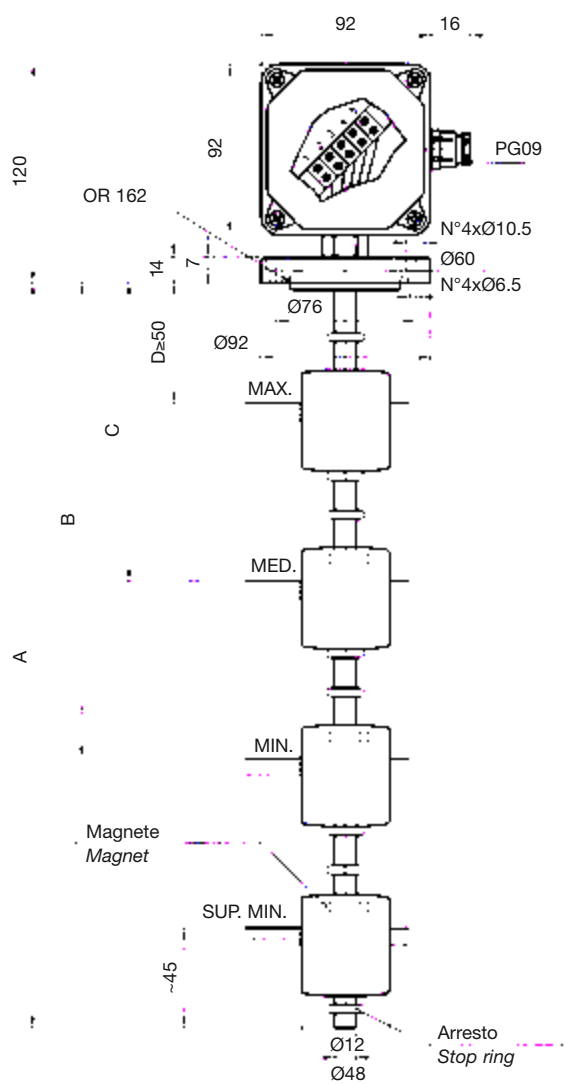 92
16
120
92
PG09
OR 162
N°4xØ10.5
14
7
Ø60
N°4xØ6.5
Ø76
D≥50
Ø92
MAX.
C
B
MED.
A
MIN.
Magnete
Magnet
SUP. MIN.
~45
Arresto
Stop ring
Ø12
Ø48